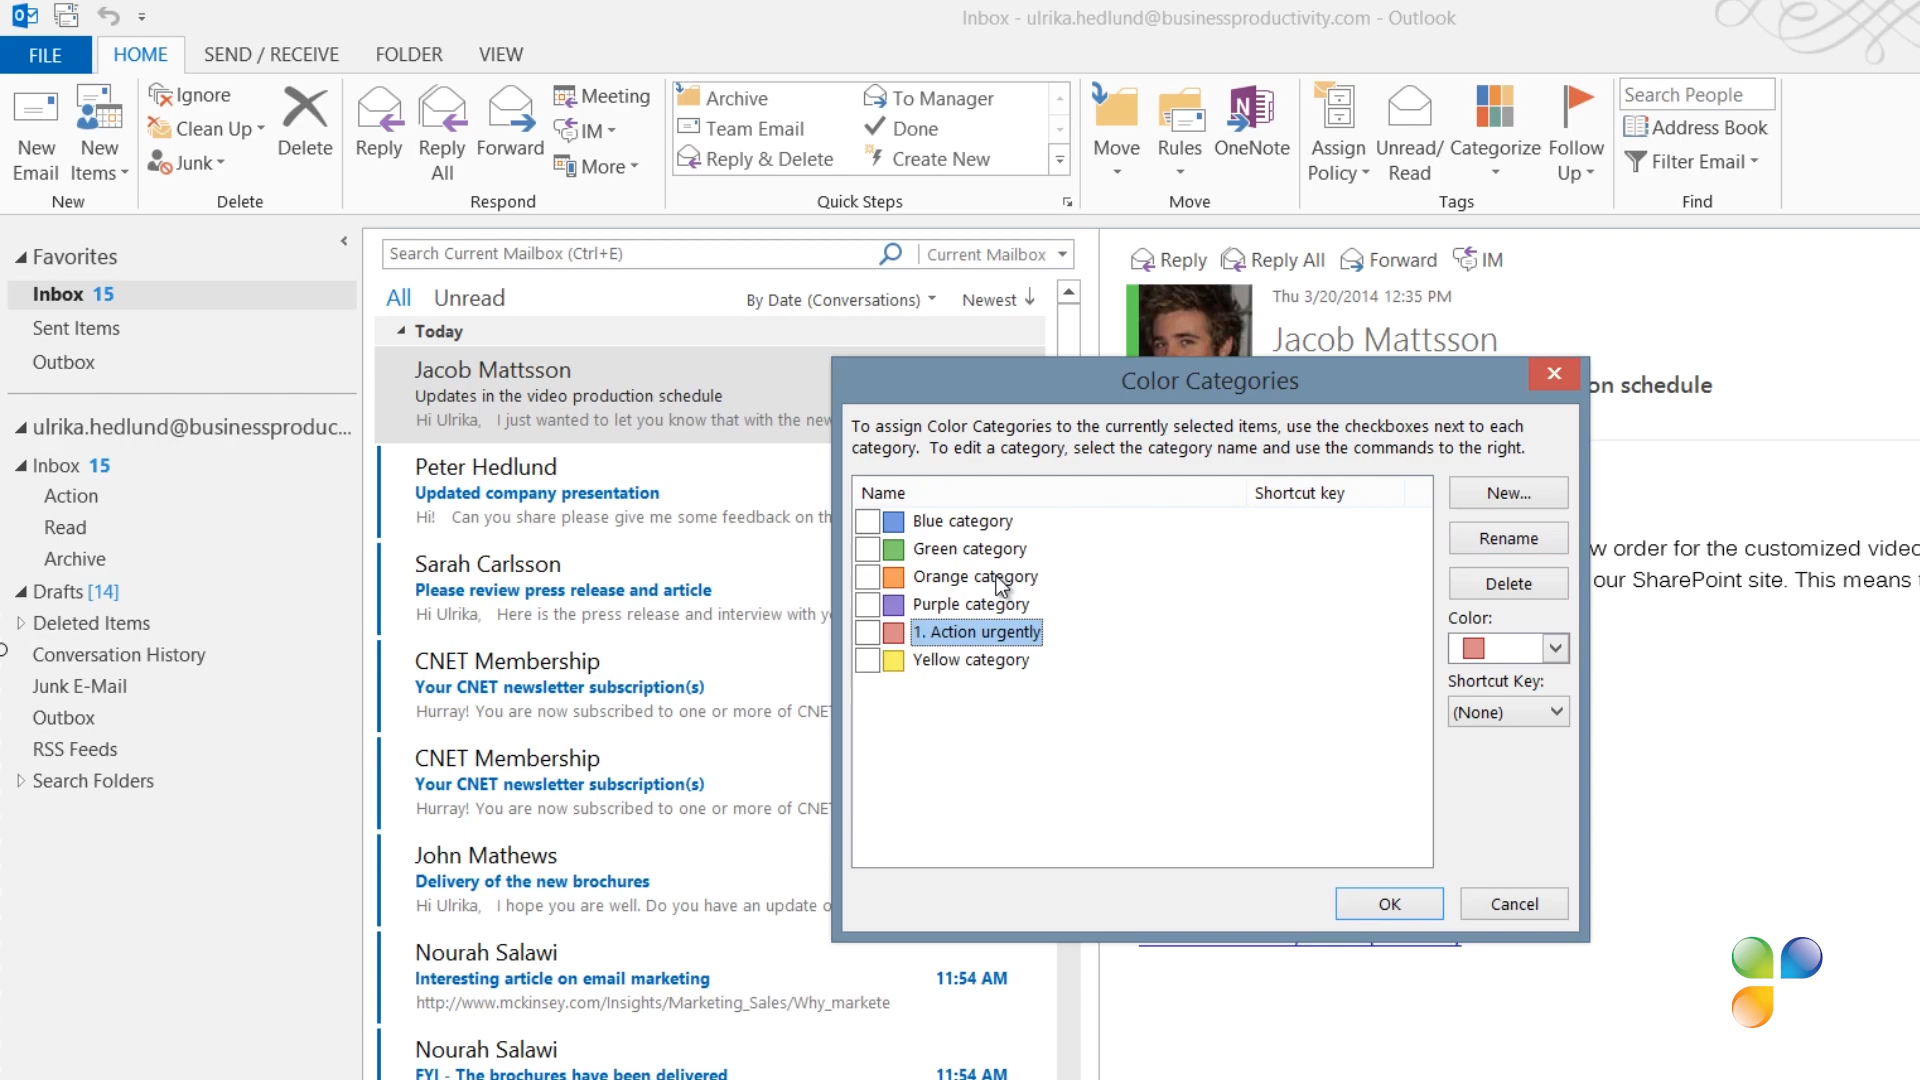 Inbox - ulrika.hedlund@businessproductivity.com - Outlook
FILE
HOME
SEND / RECEIVE
FOLDER
VIEW
New Email
New Items
New
Ignore
Clean Up
Junk
Delete
Delete
Reply
Reply All
Forward
Meeting
IM
More
Respond
Archive
Team Email
Reply & Delete
To Manager
Done
Create New
Quick Steps
Move
Rules
OneNote
Move
Assign Policy
Unread/ Read
Categorize
Follow Up
Tags
Search People
Address Book
Filter Email
Find
Favorites
Inbox 15
Sent Items
Outbox
ulrika.hedlund@businessproduc...
Inbox 15
Action
Read
Archive
Drafts [14]
Deleted Items
Conversation History
Junk E-Mail
Outbox
RSS Feeds
Search Folders
Search Current Mailbox (Ctrl+E)
Current Mailbox
All Unread
By Date (Conversations)
Newest
Today
Jacob Mattsson
Updates in the video production schedule
Hi Ulrika, I just wanted to let you know that with the new
Peter Hedlund
Updated company presentation
Hi! Can you share please give me some feedback on th
Sarah Carlsson
Please review press release and article
Hi Ulrika, Here is the press release and interview with y
CNET Membership
Your CNET newsletter subscription(s)
Hurray! You are now subscribed to one or more of CNE
CNET Membership
Your CNET newsletter subscription(s)
Hurray! You are now subscribed to one or more of CNE
John Mathews
Delivery of the new brochures
Hi Ulrika, I hope you are well. Do you have an update o
Nourah Salawi
Interesting article on email marketing 11:54 AM
http://www.mckinsey.com/Insights/Marketing_Sales/Why_markete
Nourah Salawi
FYI - The brochures have been delivered 11:54 AM
Reply
Reply All
Forward
IM
Thu 3/20/2014 12:35 PM
Jacob Mattsson
on schedule
w order for the customized video
our SharePoint site. This means
Color Categories
To assign Color Categories to the currently selected items, use the checkboxes next to each
category. To edit a category, select the category name and use the commands to the right.
Name
Shortcut key
Blue category
Green category
Orange category
Purple category
1. Action urgently
Yellow category
New...
Rename
Delete
Color:
Shortcut Key:
(None)
OK
Cancel